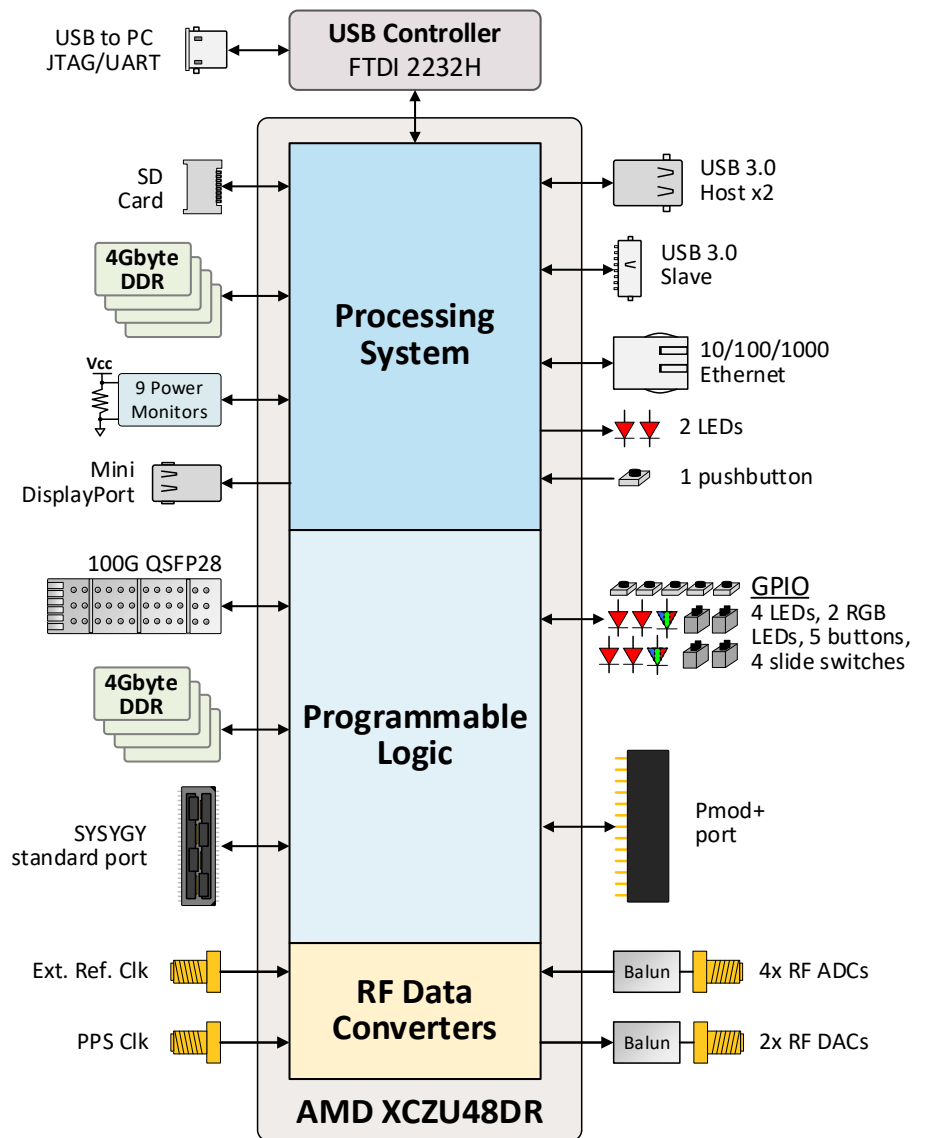 USB to PC
JTAG/UART
USB Controller
FTDI 2232H
SD
Card
4Gbyte
DDR
Vcc
9 Power
Monitors
Mini
DisplayPort
Processing
System
USB 3.0
Host x2
USB 3.0
Slave
10/100/1000
Ethernet
2 LEDs
1 pushbutton
100G QSFP28
4Gbyte
DDR
SYSYGY
standard port
Programmable
Logic
GPIO
4 LEDs, 2 RGB
LEDs, 5 buttons,
4 slide switches
Pmod+
port
Ext. Ref. Clk
PPS Clk
RF Data
Converters
Balun
4x RF ADCs
Balun
2x RF DACs
AMD XCZU48DR